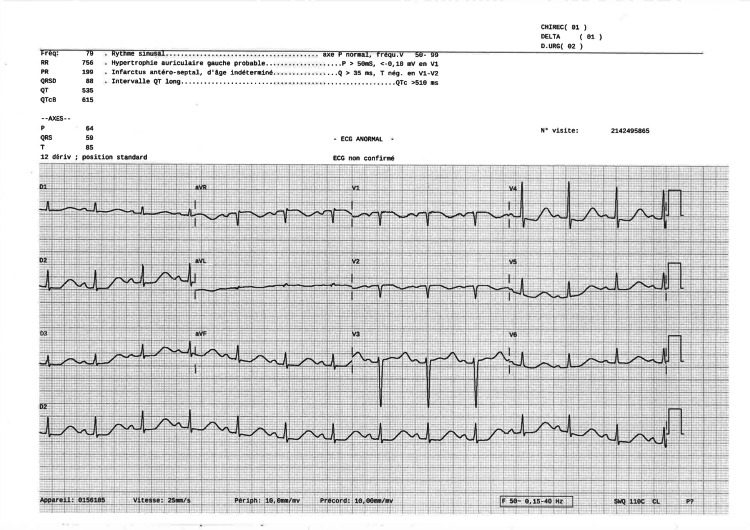 CHIREC( 01 )
DELTA ( 01 )
D.URG( 02 )
Fréq: 79 . Rythme sinusal.............................................. axe P normal, fréqu.V 50- 99
RR 756 . Hypertrophie auriculaire gauche probable.......................P > 50mS, <-0,10 mV en V1
PR 199 . Infarctus antéro-septal, d'âge indéterminé...................Q > 35 ms, T nég. en V1-V2
QRSD 88 . Intervalle QT long..............................................................QTc >510 ms
QT 535
QTcB 615
--AXES--
P 64
QRS 59
T 85
N° visite: 2142495865
- ECG ANORMAL -
12 dériv ; position standard
ECG non confirmé
D1 aVR V1 V4
D2 aVL V2 V5
D3 aVF V3 V6
D2
Appareil: 0156185 Vitesse: 25mm/s Périph: 10,0mm/mv Précord: 10,00mm/mv F 50~ 0,15-40 Hz SWQ 110C CL P?